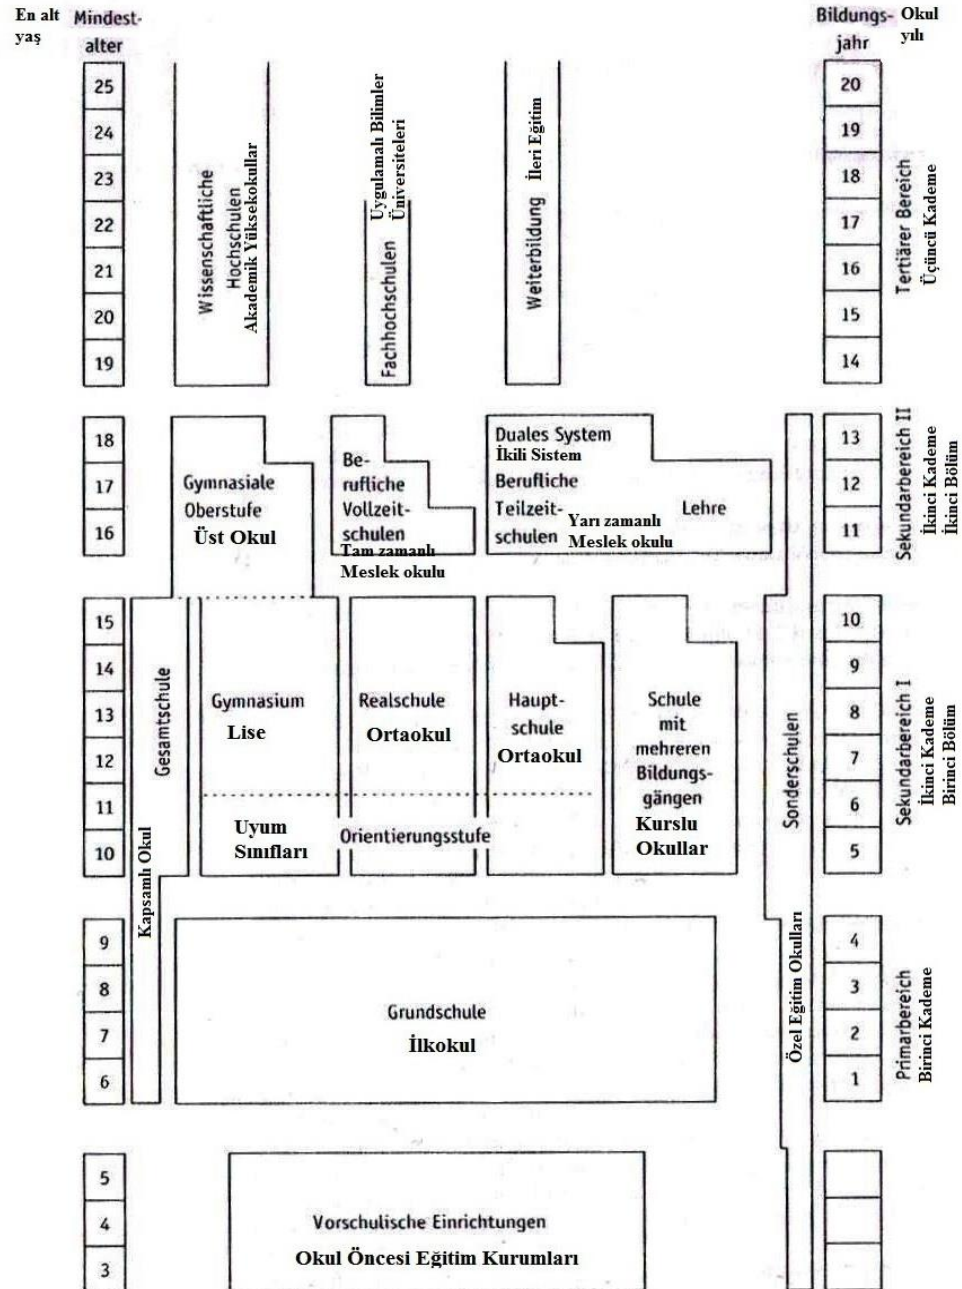 En alt
yaş
Mindest-
alter
Bildungs-
jahr
Okul
yılı
25
24
23
22
21
20
19
Wissenschaftliche
Hochschulen
Akademik Yüksekokullar
Fachhochschulen
Uygulamalı Bilimler
Üniversiteleri
Weiterbildung İleri Eğitim
20
19
18
17
16
15
14
Tertiärer Bereich
Üçüncü Kademe
18
17
16
Gymnasiale
Oberstufe
Üst Okul
Be-
rufliche
Vollzeit-
schulen
Tam zamanlı
Meslek okulu
Duales System
İkili Sistem
Berufliche
Teilzeit-
schulen
Yarı zamanlı
Meslek okulu
Lehre
13
12
11
Sekundarbereich II
İkinci Kademe
İkinci Bölüm
15
14
13
12
11
10
Gesamtschule
Kapsamlı Okul
Gymnasium
Lise
Realschule
Ortaokul
Haupt-
schule
Ortaokul
Schule
mit
mehreren
Bildungs-
gängen
Kurslu
Okullar
Uyum
Sınıfları
Orientierungsstufe
Sonderschulen
Özel Eğitim Okulları
10
9
8
7
6
5
Sekundarbereich I
İkinci Kademe
Birinci Bölüm
9
8
7
6
Grundschule
İlkokul
4
3
2
1
Primarbereich
Birinci Kademe
5
4
3
Vorschulische Einrichtungen
Okul Öncesi Eğitim Kurumları